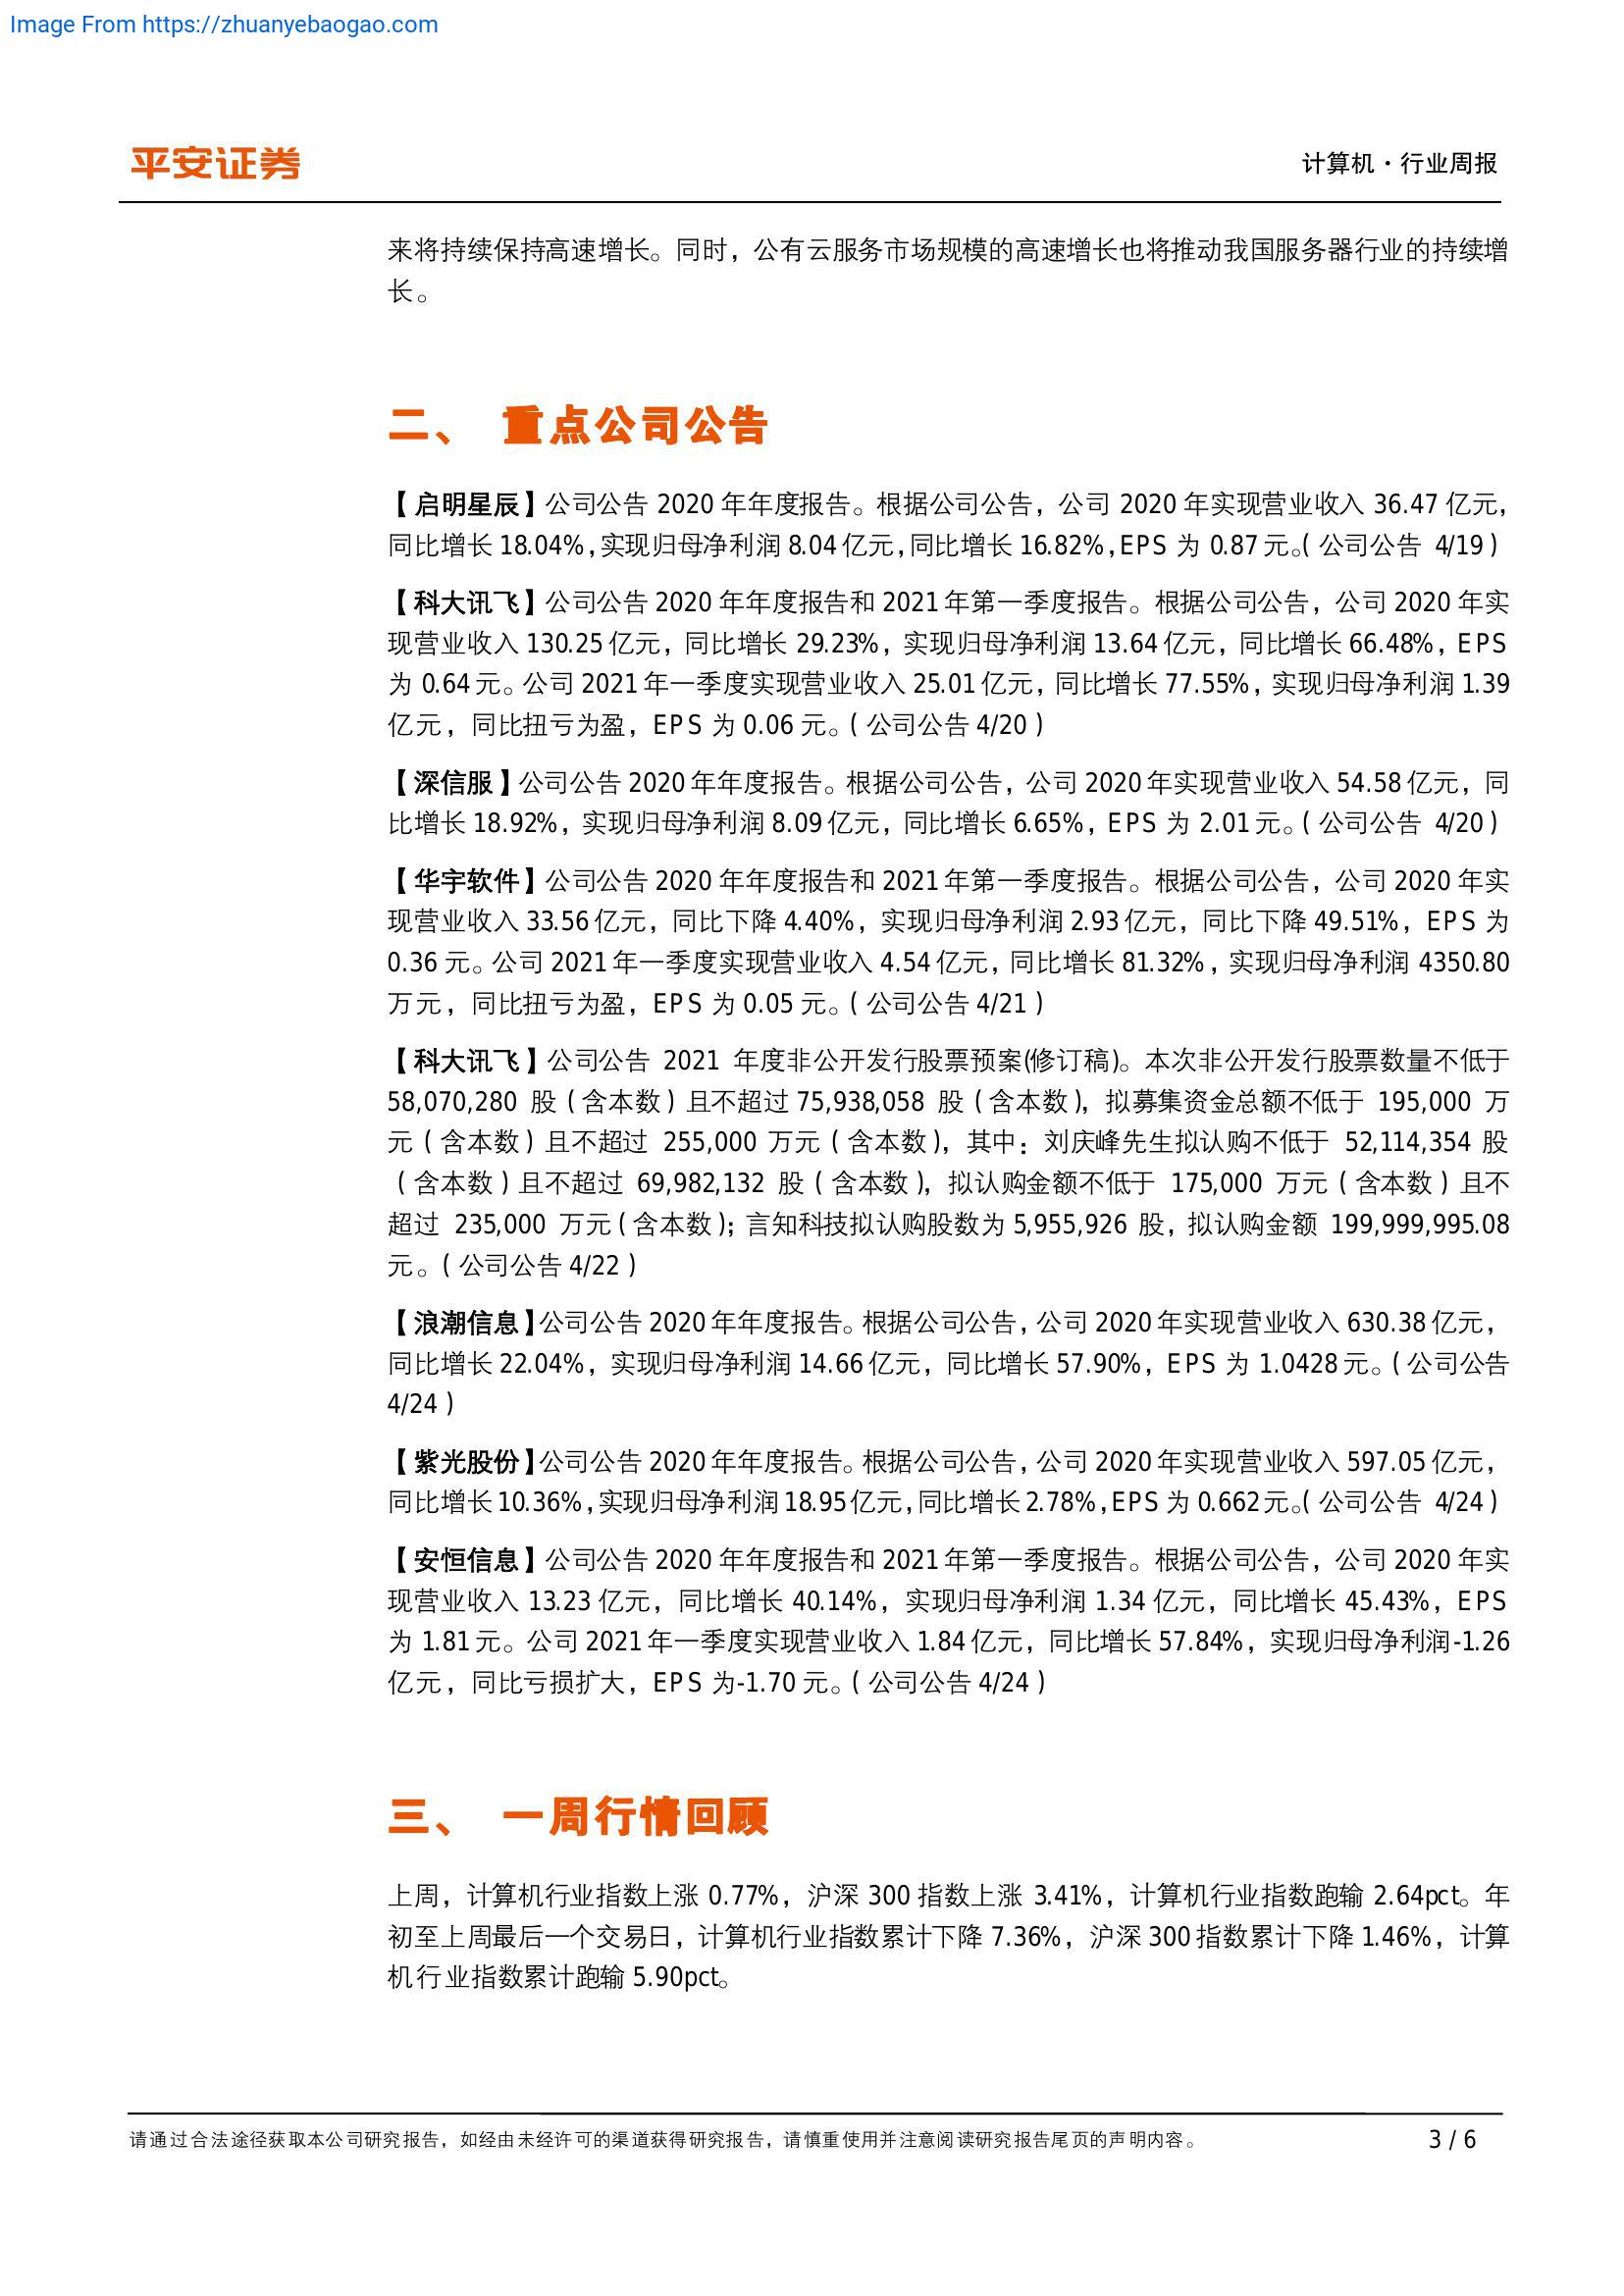 Image From https://zhuanyebaogao.com
平安证券
计算机·行业周报
来将持续保持高速增长。同时，公有云服务市场规模的高速增长也将推动我国服务器行业的持续增
长。
二、 重点公司公告
【启明星辰】公司公告 2020 年年度报告。根据公司公告，公司 2020 年实现营业收入 36.47 亿元，
同比增长 18.04%，实现归母净利润 8.04 亿元，同比增长 16.82%，EPS 为 0.87 元。（公司公告 4/19）
【科大讯飞】公司公告 2020 年年度报告和 2021 年第一季度报告。根据公司公告，公司 2020 年实
现营业收入 130.25 亿元，同比增长 29.23%，实现归母净利润 13.64 亿元，同比增长 66.48%，EPS
为 0.64 元。公司 2021 年一季度实现营业收入 25.01 亿元，同比增长 77.55%，实现归母净利润 1.39
亿元，同比扭亏为盈，EPS 为 0.06 元。（公司公告 4/20）
【深信服】公司公告 2020 年年度报告。根据公司公告，公司 2020 年实现营业收入 54.58 亿元，同
比增长 18.92%，实现归母净利润 8.09 亿元，同比增长 6.65%，EPS 为 2.01 元。（公司公告 4/20）
【华宇软件】公司公告 2020 年年度报告和 2021 年第一季度报告。根据公司公告，公司 2020 年实
现营业收入 33.56 亿元，同比下降 4.40%，实现归母净利润 2.93 亿元，同比下降 49.51%，EPS 为
0.36 元。公司 2021 年一季度实现营业收入 4.54 亿元，同比增长 81.32%，实现归母净利润 4350.80
万元，同比扭亏为盈，EPS 为 0.05 元。（公司公告 4/21）
【科大讯飞】公司公告 2021 年度非公开发行股票预案(修订稿)。本次非公开发行股票数量不低于
58,070,280 股（含本数）且不超过 75,938,058 股（含本数），拟募集资金总额不低于 195,000 万
元（含本数）且不超过 255,000 万元（含本数），其中：刘庆峰先生拟认购不低于 52,114,354 股
（含本数）且不超过 69,982,132 股（含本数），拟认购金额不低于 175,000 万元（含本数）且不
超过 235,000 万元（含本数）；言知科技拟认购股数为 5,955,926 股，拟认购金额 199,999,995.08
元。（公司公告 4/22）
【浪潮信息】公司公告 2020 年年度报告。根据公司公告，公司 2020 年实现营业收入 630.38 亿元，
同比增长 22.04%，实现归母净利润 14.66 亿元，同比增长 57.90%，EPS 为 1.0428 元。（公司公告
4/24）
【紫光股份】公司公告 2020 年年度报告。根据公司公告，公司 2020 年实现营业收入 597.05 亿元，
同比增长 10.36%，实现归母净利润 18.95 亿元，同比增长 2.78%，EPS 为 0.662 元。（公司公告 4/24）
【安恒信息】公司公告 2020 年年度报告和 2021 年第一季度报告。根据公司公告，公司 2020 年实
现营业收入 13.23 亿元，同比增长 40.14%，实现归母净利润 1.34 亿元，同比增长 45.43%，EPS
为 1.81 元。公司 2021 年一季度实现营业收入 1.84 亿元，同比增长 57.84%，实现归母净利润-1.26
亿元，同比亏损扩大，EPS 为-1.70 元。（公司公告 4/24）
三、 一周行情回顾
上周，计算机行业指数上涨 0.77%，沪深 300 指数上涨 3.41%，计算机行业指数跑输 2.64pct。年
初至上周最后一个交易日，计算机行业指数累计下降 7.36%，沪深 300 指数累计下降 1.46%，计算
机行业指数累计跑输 5.90pct。
请通过合法途径获取本公司研究报告，如经由未经许可的渠道获得研究报告，请慎重使用并注意阅读研究报告尾页的声明内容。
3 / 6